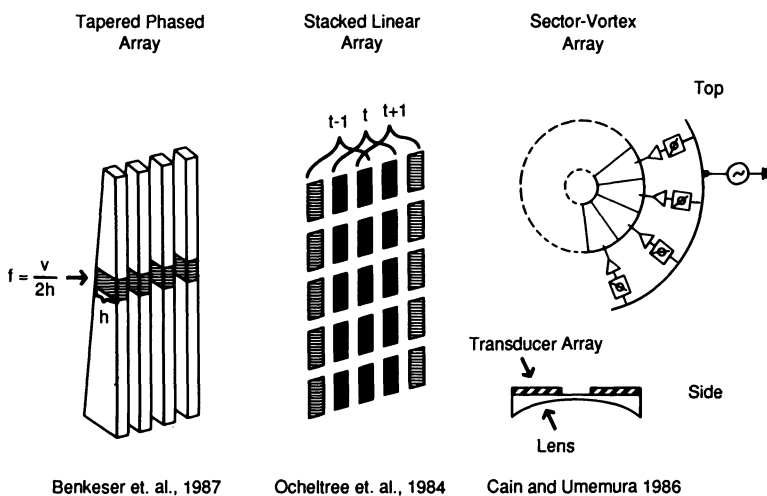 Tapered Phased
Array
Stacked Linear
Array
Sector-Vortex
Array
Top
t-1 t t+1
f = v
2h
h
Transducer Array
Side
Lens
Benkeser et. al., 1987
Ocheltree et. al., 1984
Cain and Umemura 1986